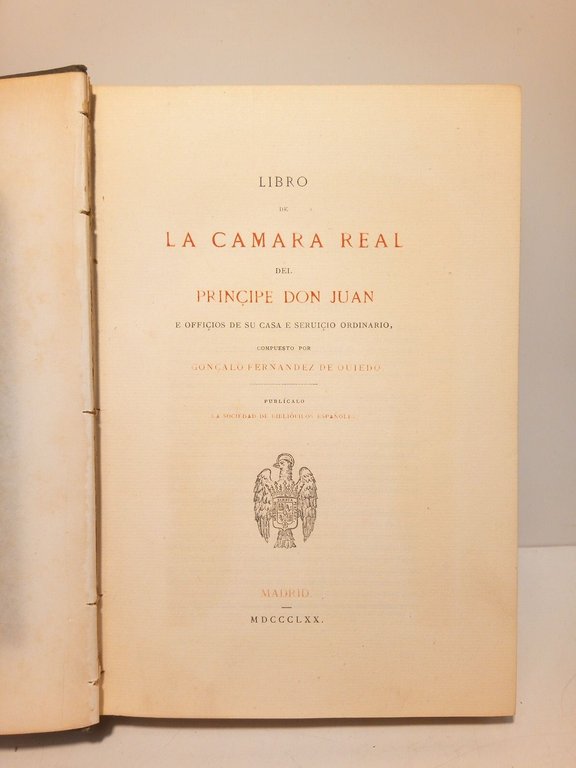 LIBRO
DE
LA CAMARA REAL
DEL
PRINÇIPE DON JUAN
E OFFIÇIOS DE SU CASA E SERUIÇIO ORDINARIO,
COMPUESTO POR
GONÇALO FERNANDEZ DE OUIEDO
PUBLÍCALO
LA SOCIEDAD DE BIBLIÓFILOS ESPAÑOLES.
MADRID
MDCCCLXX.